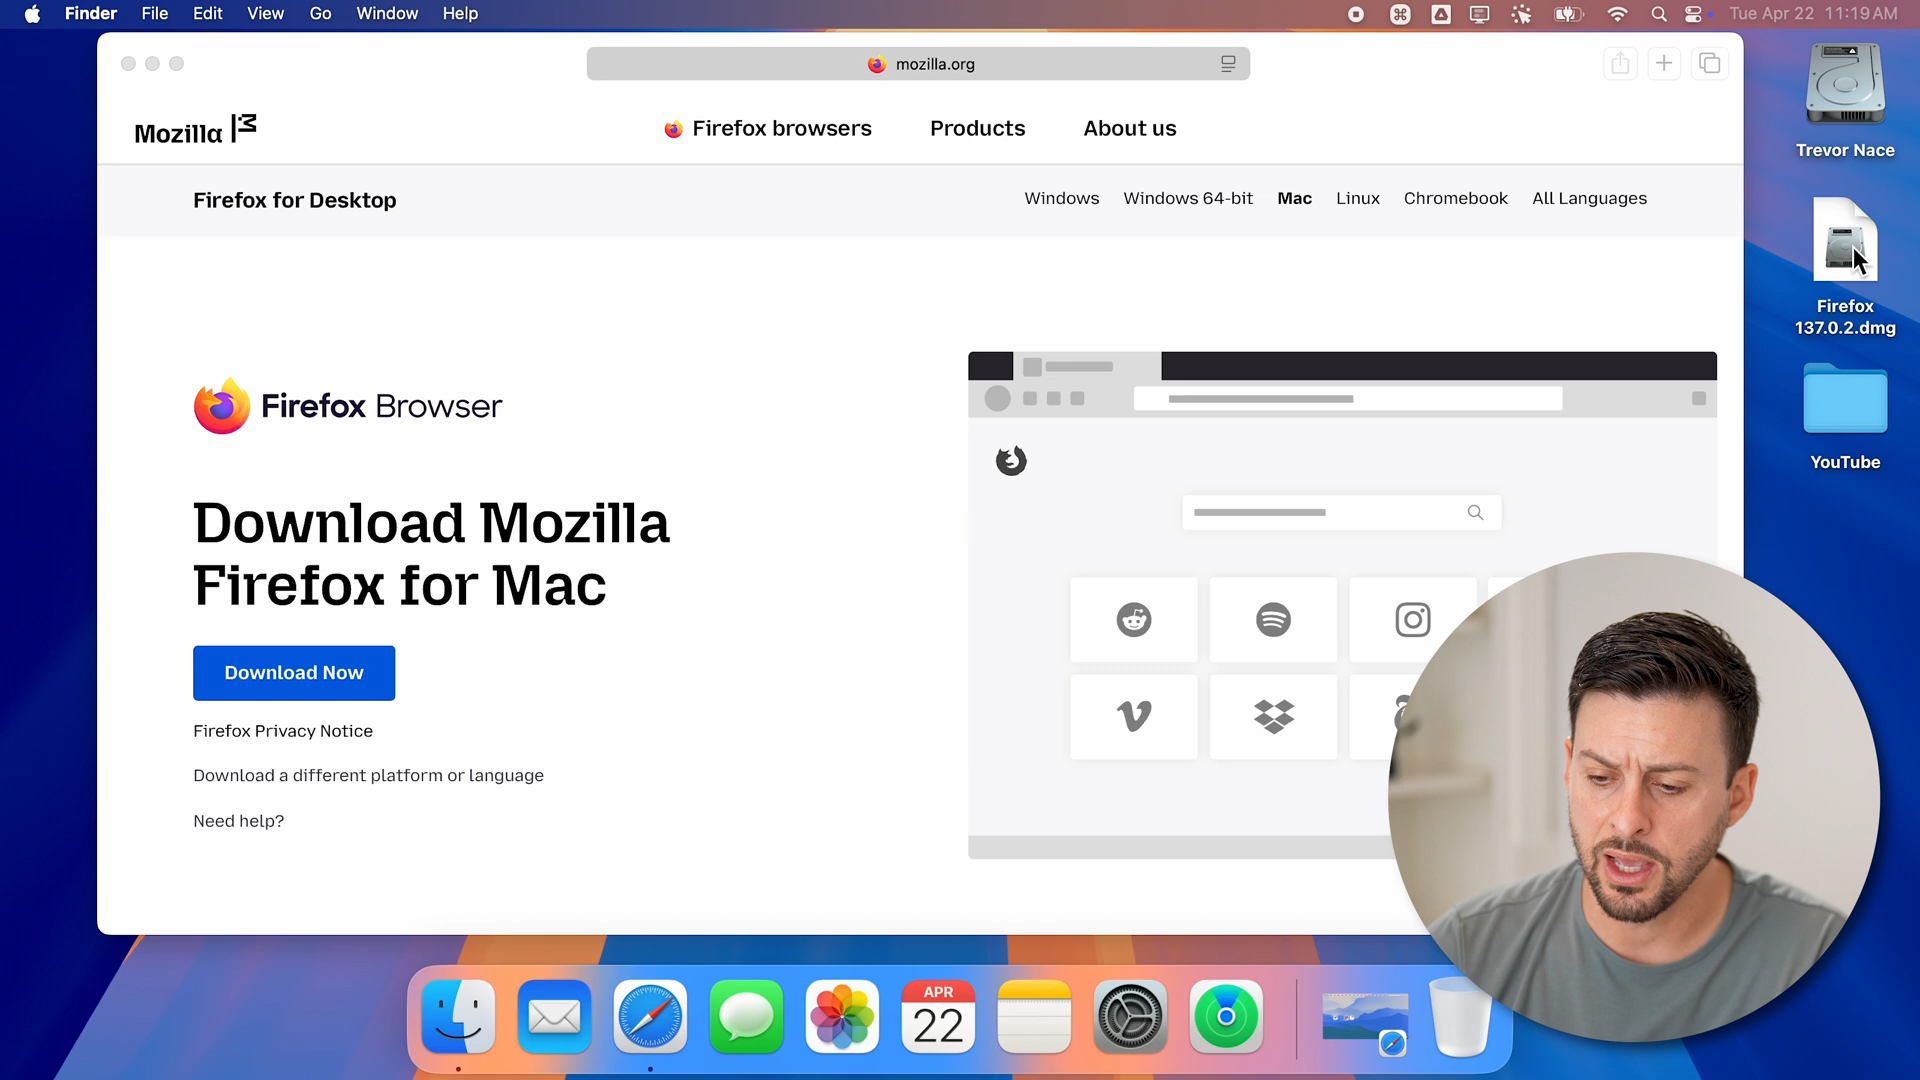 Finder File Edit View Go Window Help
Tue Apr 22 11:19 AM
mozilla.org
Mozilla
Firefox browsers Products About us
Firefox for Desktop
Windows Windows 64-bit Mac Linux Chromebook All Languages
Firefox Browser
Download Mozilla
Firefox for Mac
Download Now
Firefox Privacy Notice
Download a different platform or language
Need help?
Trevor Nace
Firefox
137.0.2.dmg
YouTube
APR
22